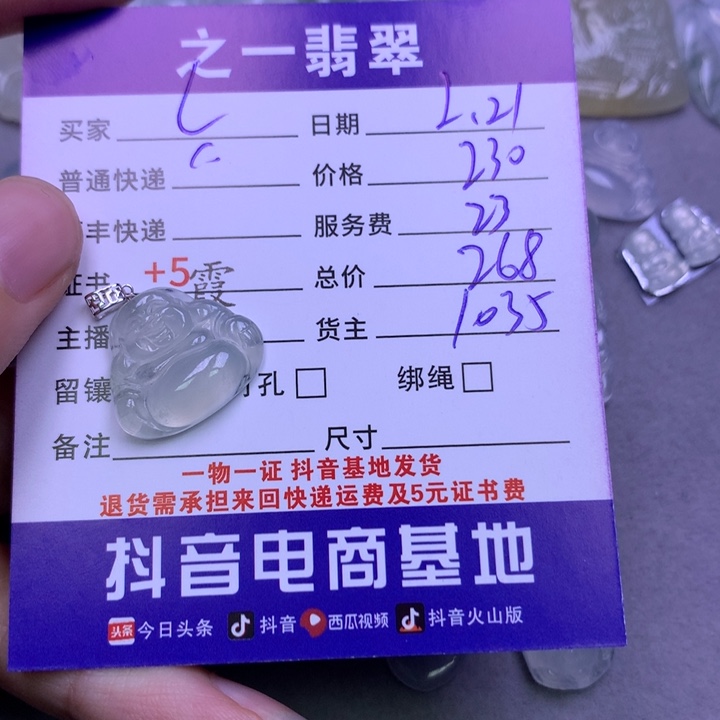 之一翡翠
买家 L 日期 2.21
普通快递 价格 230
丰快递 服务费 23
证书 +5 霞 总价 268
主播 货主 1035
留镶 孔 绑绳
备注 尺寸
一物一证 抖音基地发货
退货需承担来回快递运费及5元证书费
抖音电商基地
头条 今日头条 抖音 西瓜视频 抖音火山版